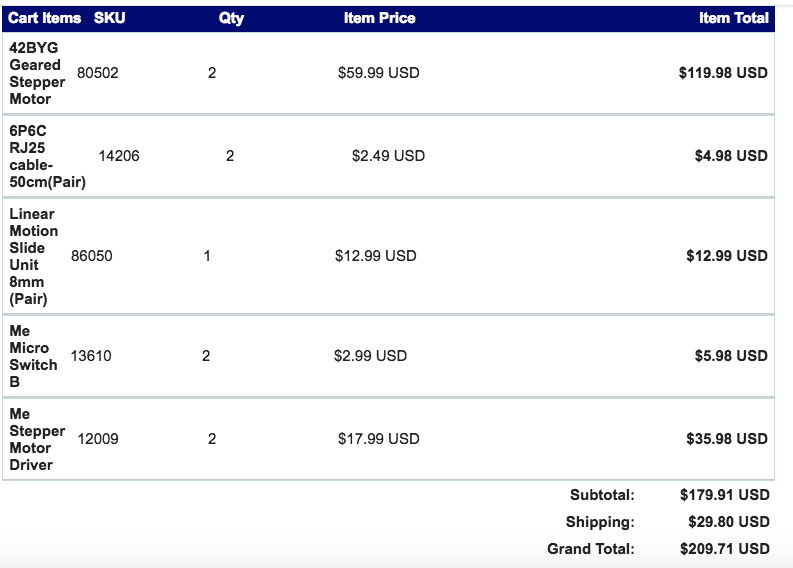 Cart Items SKU Qty Item Price Item Total
42BYG
Geared
Stepper
Motor
80502 2 $59.99 USD $119.98 USD
6P6C
RJ25
cable-
50cm(Pair)
14206 2 $2.49 USD $4.98 USD
Linear
Motion
Slide
Unit
8mm
(Pair)
86050 1 $12.99 USD $12.99 USD
Me
Micro
Switch
B
13610 2 $2.99 USD $5.98 USD
Me
Stepper
Motor
Driver
12009 2 $17.99 USD $35.98 USD
Subtotal: $179.91 USD
Shipping: $29.80 USD
Grand Total: $209.71 USD